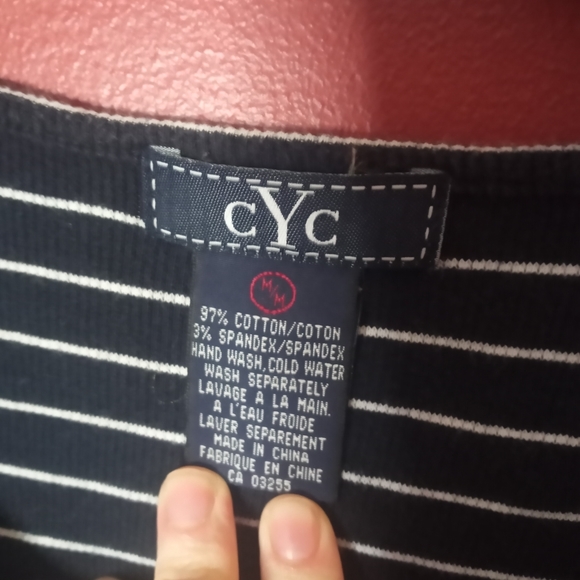 CYC
M/M
97% COTTON/COTON
3% SPANDEX/SPANDEX
HAND WASH,COLD WATER
WASH SEPARATELY
LAVAGE A LA MAIN.
A L'EAU FROIDE
LAVER SEPAREMENT
MADE IN CHINA
FABRIQUE EN CHINE
CA 03255